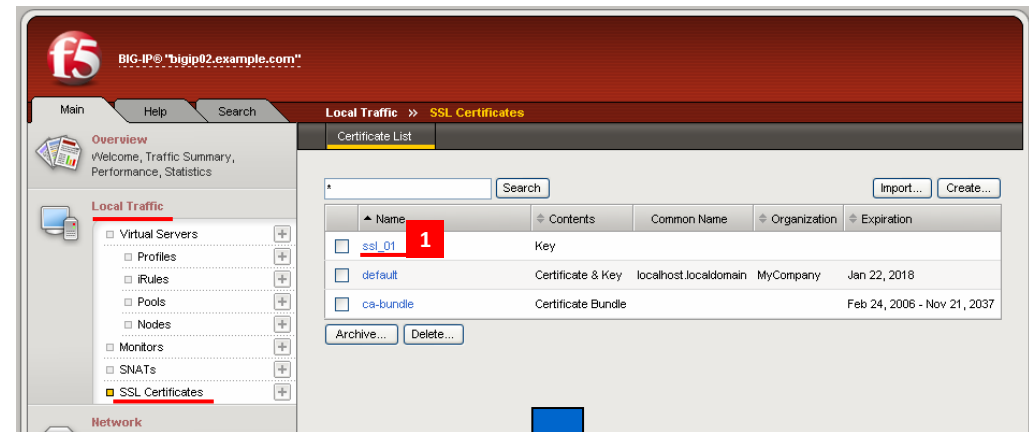 f5
BIG-IP® "bigip02.example.com"
Main Help Search
Local Traffic » SSL Certificates
Overview
Welcome, Traffic Summary,
Performance, Statistics
Certificate List
* Search Import... Create...
Local Traffic
Virtual Servers
Profiles
iRules
Pools
Nodes
Monitors
SNATs
SSL Certificates
Network
Name Contents Common Name Organization Expiration
ssl_01 1 Key
default Certificate & Key localhost.localdomain MyCompany Jan 22, 2018
ca-bundle Certificate Bundle Feb 24, 2006 - Nov 21, 2037
Archive... Delete...